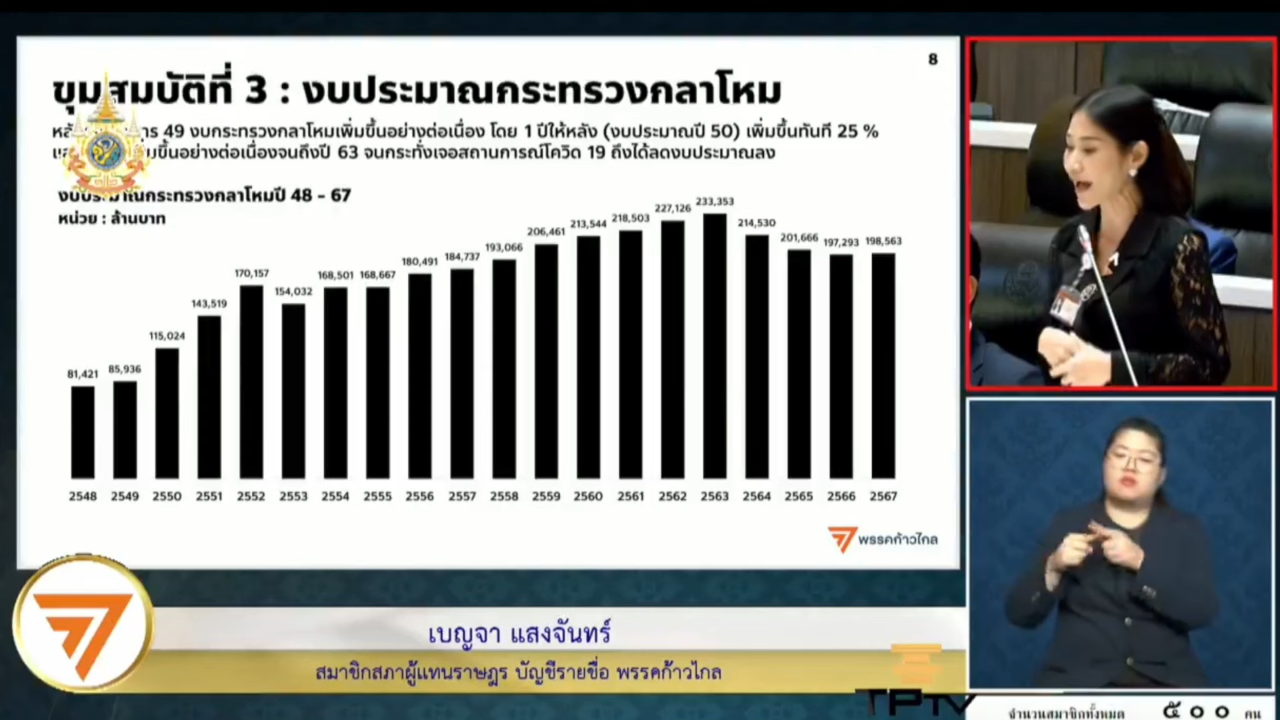 8
ขุมสมบัติที่ 3 : งบประมาณกระทรวงกลาโหม
49 งบกระทรวงกลาโหมเพิ่มขึ้นอย่างต่อเนื่อง โดย 1 ปีให้หลัง (งบประมาณปี 50) เพิ่มขึ้นทันที 25 %
ขึ้นอย่างต่อเนื่องจนถึงปี 63 จนกระทั่งเจอสถานการณ์โควิด 19 ถึงได้ลดงบประมาณลง
งบประมาณกระทรวงกลาโหมปี 48 - 67
หน่วย : ล้านบาท
81,421 85,936 115,024 143,519 170,157 154,032 168,501 168,667 180,491 184,737 193,066 206,461 213,544 218,503 227,126 233,353 214,530 201,666 197,293 198,563
2548 2549 2550 2551 2552 2553 2554 2555 2556 2557 2558 2559 2560 2561 2562 2563 2564 2565 2566 2567
พรรคก้าวไกล
เบญจา แสงจันทร์
สมาชิกสภาผู้แทนราษฎร บัญชีรายชื่อ พรรคก้าวไกล
TPTV
จำนวนสมาชิกทั้งหมด ๕๐๐ คน